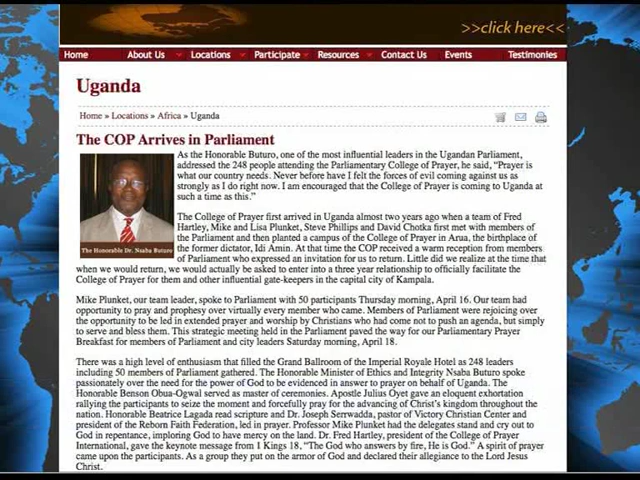 >>click here<<
Home About Us Locations Participate Resources Contact Us Events Testimonies
Uganda
Home » Locations » Africa » Uganda
The COP Arrives in Parliament
As the Honorable Buturo, one of the most influential leaders in the Ugandan Parliament,
addressed the 248 people attending the Parliamentary College of Prayer, he said, “Prayer is
what our country needs. Never before have I felt the forces of evil coming against us as
strongly as I do right now. I am encouraged that the College of Prayer is coming to Uganda at
such a time as this.”
The Honorable Dr. Nsaba Buturo
The College of Prayer first arrived in Uganda almost two years ago when a team of Fred
Hartley, Mike and Lisa Plunket, Steve Phillips and David Chotka first met with members of
the Parliament and then planted a campus of the College of Prayer in Arua, the birthplace of
the former dictator, Idi Amin. At that time the COP received a warm reception from members
of Parliament who expressed an invitation for us to return. Little did we realize at the time that
when we would return, we would actually be asked to enter into a three year relationship to officially facilitate the
College of Prayer for them and other influential gate-keepers in the capital city of Kampala.
Mike Plunket, our team leader, spoke to Parliament with 50 participants Thursday morning, April 16. Our team had
opportunity to pray and prophesy over virtually every member who came. Members of Parliament were rejoicing over
the opportunity to be led in extended prayer and worship by Christians who had come not to push an agenda, but simply
to serve and bless them. This strategic meeting held in the Parliament paved the way for our Parliamentary Prayer
Breakfast for members of Parliament and city leaders Saturday morning, April 18.
There was a high level of enthusiasm that filled the Grand Ballroom of the Imperial Royale Hotel as 248 leaders
including 50 members of Parliament gathered. The Honorable Minister of Ethics and Integrity Nsaba Buturo spoke
passionately over the need for the power of God to be evidenced in answer to prayer on behalf of Uganda. The
Honorable Benson Obua-Ogwal served as master of ceremonies. Apostle Julius Oyet gave an eloquent exhortation
rallying the participants to seize the moment and forcefully pray for the advancing of Christ’s kingdom throughout the
nation. Honorable Beatrice Lagada read scripture and Dr. Joseph Serrwadda, pastor of Victory Christian Center and
president of the Reborn Faith Federation, led in prayer. Professor Mike Plunket had the delegates stand and cry out to
God in repentance, imploring God to have mercy on the land. Dr. Fred Hartley, president of the College of Prayer
International, gave the keynote message from 1 Kings 18, “The God who answers by fire, He is God.” A spirit of prayer
came upon the participants. As a group they put on the armor of God and declared their allegiance to the Lord Jesus
Christ.